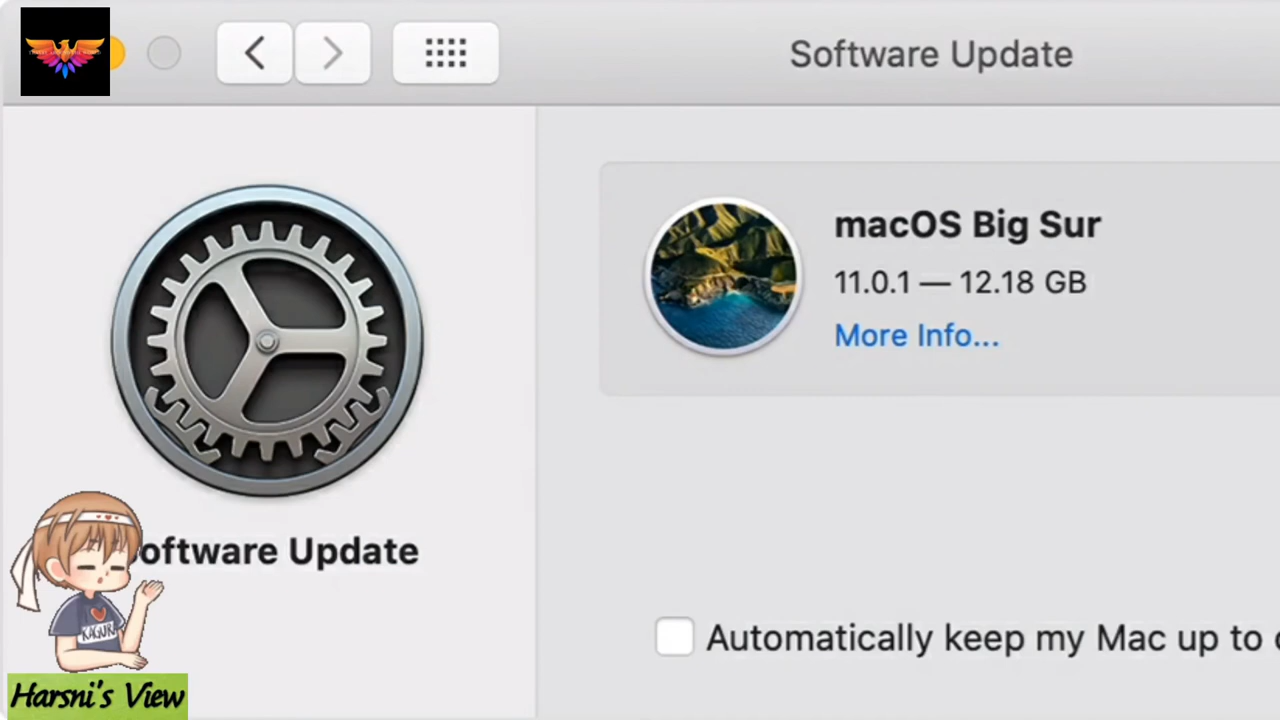 Software Update
macOS Big Sur
11.0.1 — 12.18 GB
More Info...
oftware Update
Automatically keep my Mac up to
KAGURA
Harsni's View